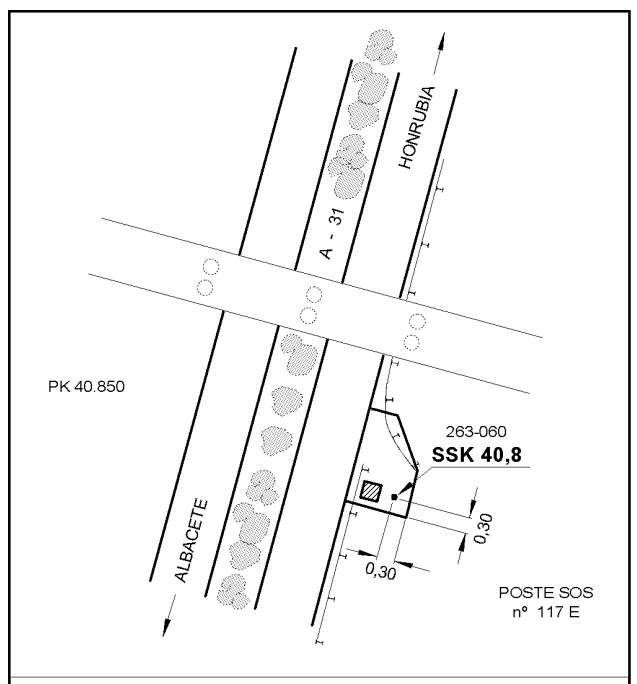 HONRUBIA
A - 31
PK 40.850
263-060
SSK 40,8
ALBACETE
0,30
0,30
POSTE SOS
nº 117 E